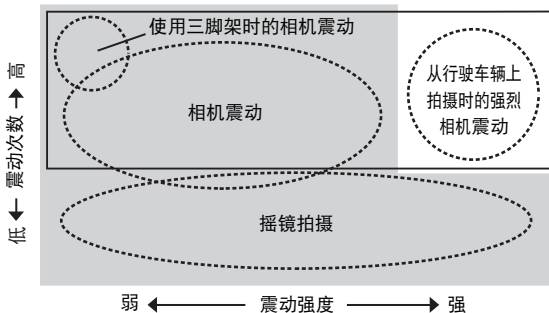 使用三脚架时的相机震动
相机震动
从行驶车辆上
拍摄时的强烈
相机震动
摇镜拍摄
高
震动次数
低
弱
震动强度
强